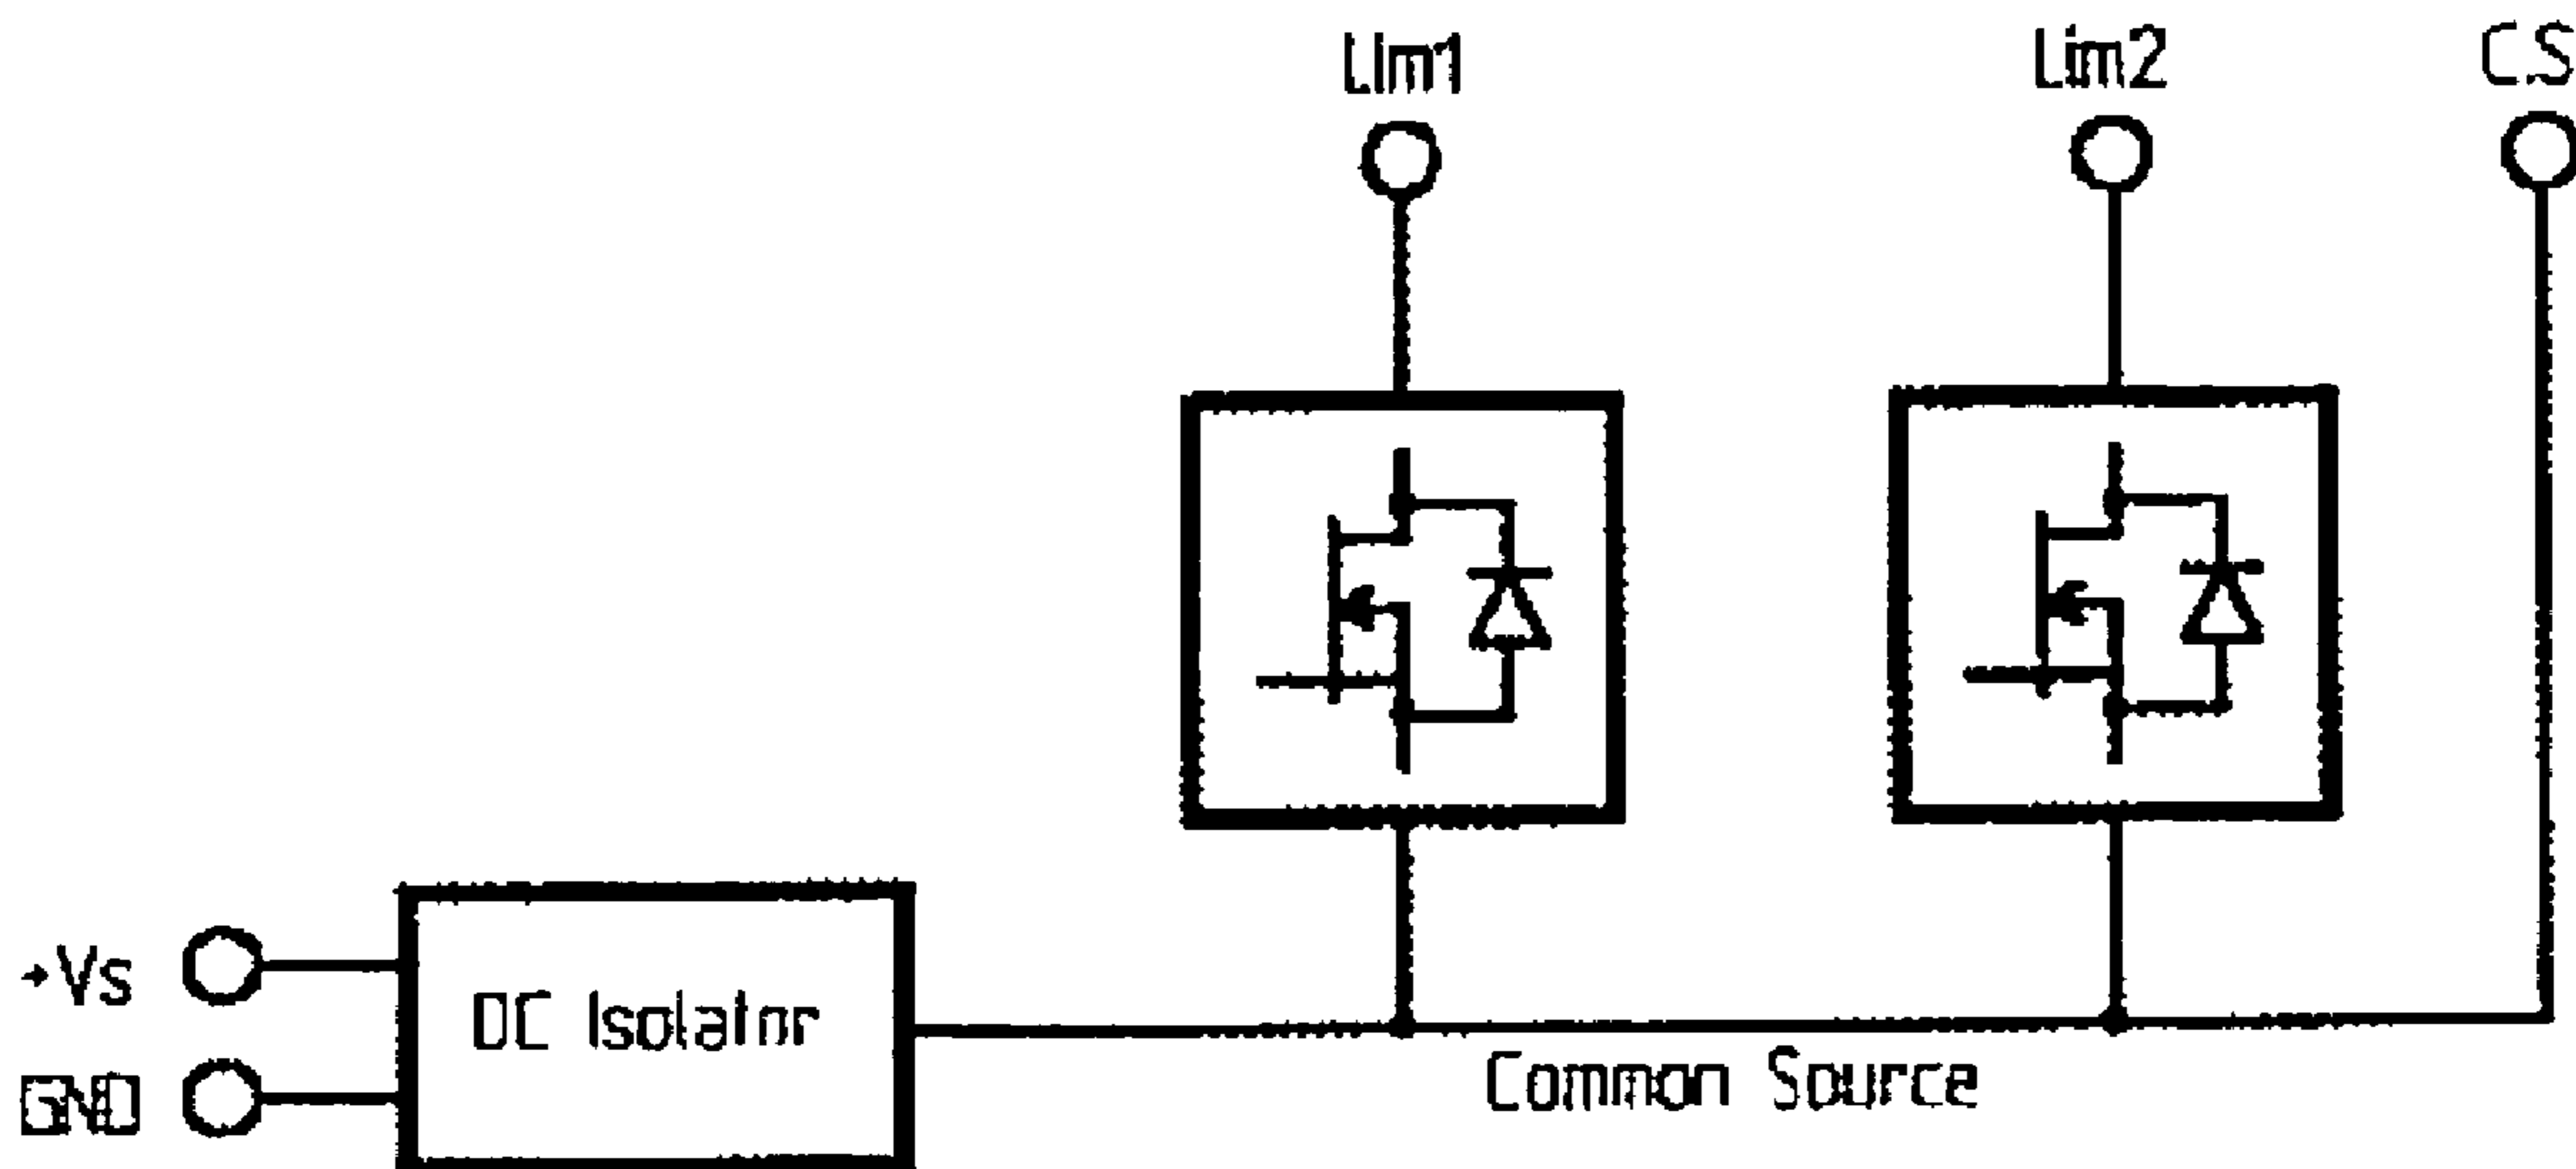 Lim1
Lim2
C.S
+Vs
DC Isolator
GND
Common Source